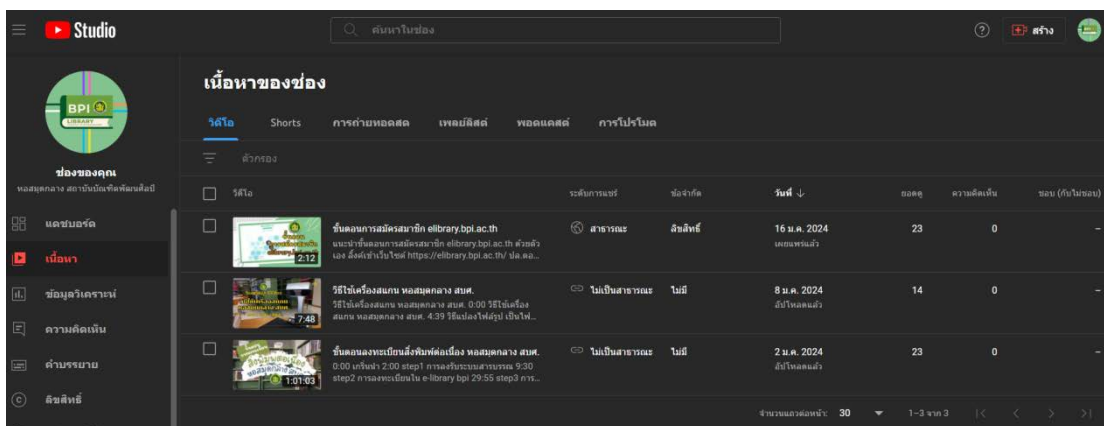 Studio
ค้นหาในช่อง
สร้าง
BPI
LIBRARY
ช่องของคุณ
หอสมุดกลาง สถาบันบัณฑิตพัฒนศิลป์
แดชบอร์ด
เนื้อหา
ข้อมูลวิเคราะห์
ความคิดเห็น
คำบรรยาย
ลิขสิทธิ์
เนื้อหาของช่อง
วิดีโอ Shorts การถ่ายทอดสด เพลย์ลิสต์ พอดแคสต์ การโปรโมต
ตัวกรอง
วิดีโอ ระดับการแชร์ ข้อจำกัด วันที่ ↓ ยอดดู ความคิดเห็น ชอบ (กับไม่ชอบ)
2:12
ขั้นตอนการสมัครสมาชิก elibrary.bpi.ac.th สาธารณะ ลิขสิทธิ์ 16 ม.ค. 2024 23 0 –
แนะนำขั้นตอนการสมัครสมาชิก elibrary.bpi.ac.th ด้วยตัว เผยแพร่แล้ว
เอง ลิ้งค์เข้าเว็บไซต์ https://elibrary.bpi.ac.th/
7:48
วิธีใช้เครื่องสแกน หอสมุดกลาง สบศ. ไม่เป็นสาธารณะ ไม่มี 8 ม.ค. 2024 14 0 –
วิธีใช้เครื่องสแกน หอสมุดกลาง สบศ. 0:00 วิธีใช้เครื่อง อัปโหลดแล้ว
สแกน หอสมุดกลาง สบศ. 4:39 วิธีแปลงไฟล์รูป เป็นไฟ...
1:01:03
ขั้นตอนลงทะเบียนสิ่งพิมพ์ต่อเนื่อง หอสมุดกลาง สบศ. ไม่เป็นสาธารณะ ไม่มี 2 ม.ค. 2024 23 0 –
0:00 เกริ่นนำ 2:00 step1 การลงรับระบบสารบรรณ 9:30 อัปโหลดแล้ว
step2 การลงทะเบียนใน e-library bpi 29:55 step3 การ...
จำนวนแถวต่อหน้า: 30 1–3 จาก 3